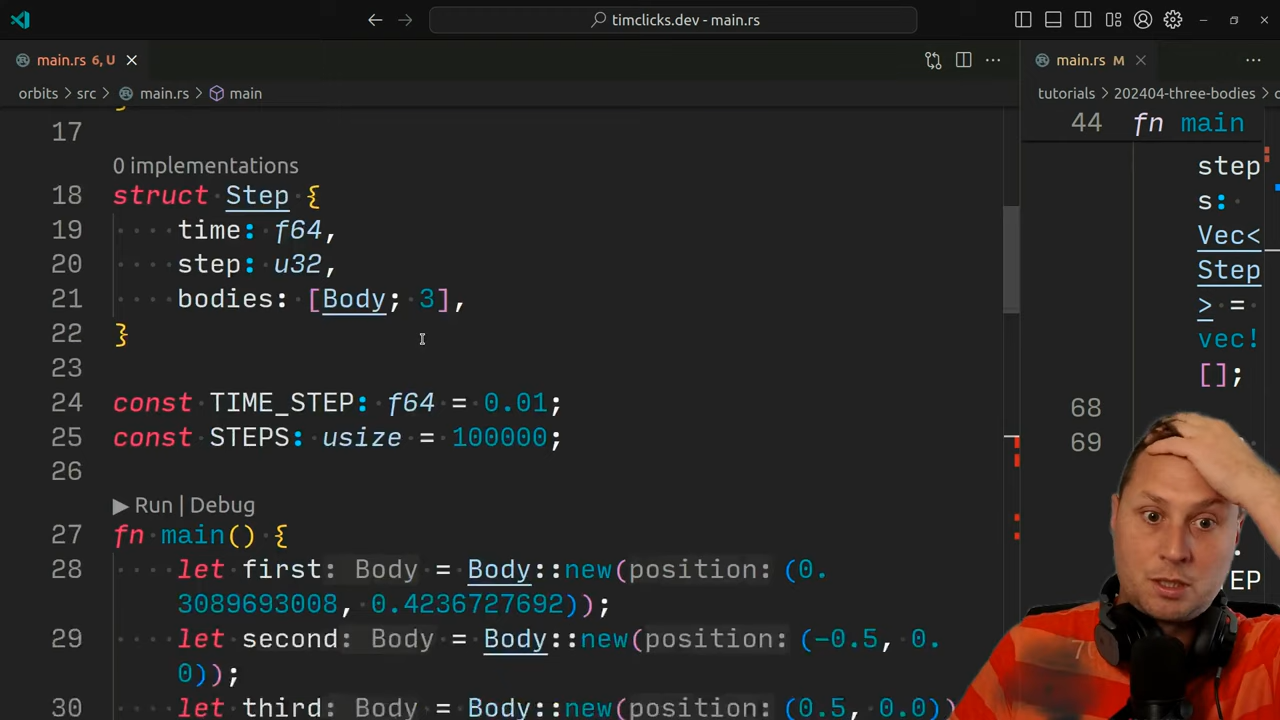 timclicks.dev - main.rs
main.rs 6, U
main.rs M
orbits > src > main.rs > main
tutorials > 202404-three-bodies >
17
0 implementations
18 struct Step {
19 time: f64,
20 step: u32,
21 bodies: [Body; 3],
22 }
23
24 const TIME_STEP: f64 = 0.01;
25 const STEPS: usize = 100000;
26
▶ Run | Debug
27 fn main() {
28 let first: Body = Body::new(position: (0.
3089693008, 0.4236727692));
29 let second: Body = Body::new(position: (-0.5, 0.
0));
30 let third: Body = Body::new(position: (0.5, 0.0))
44 fn main
step
s:
Vec<
Step
> =
vec!
[];
68
69